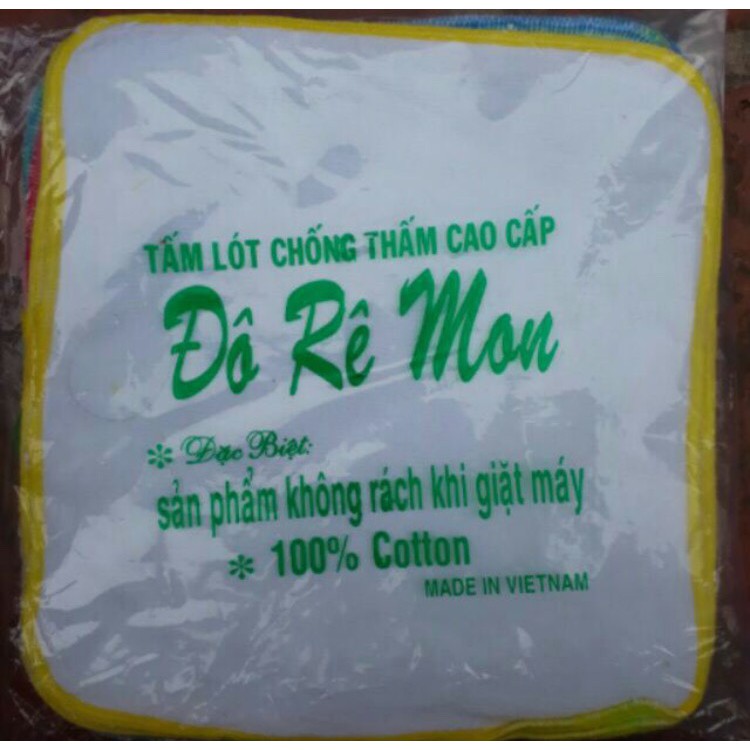 TẤM LÓT CHỐNG THẤM CAO CẤP
Đô Rê Mon
* Đặc Biệt:
sản phẩm không rách khi giặt máy
* 100% Cotton
MADE IN VIETNAM